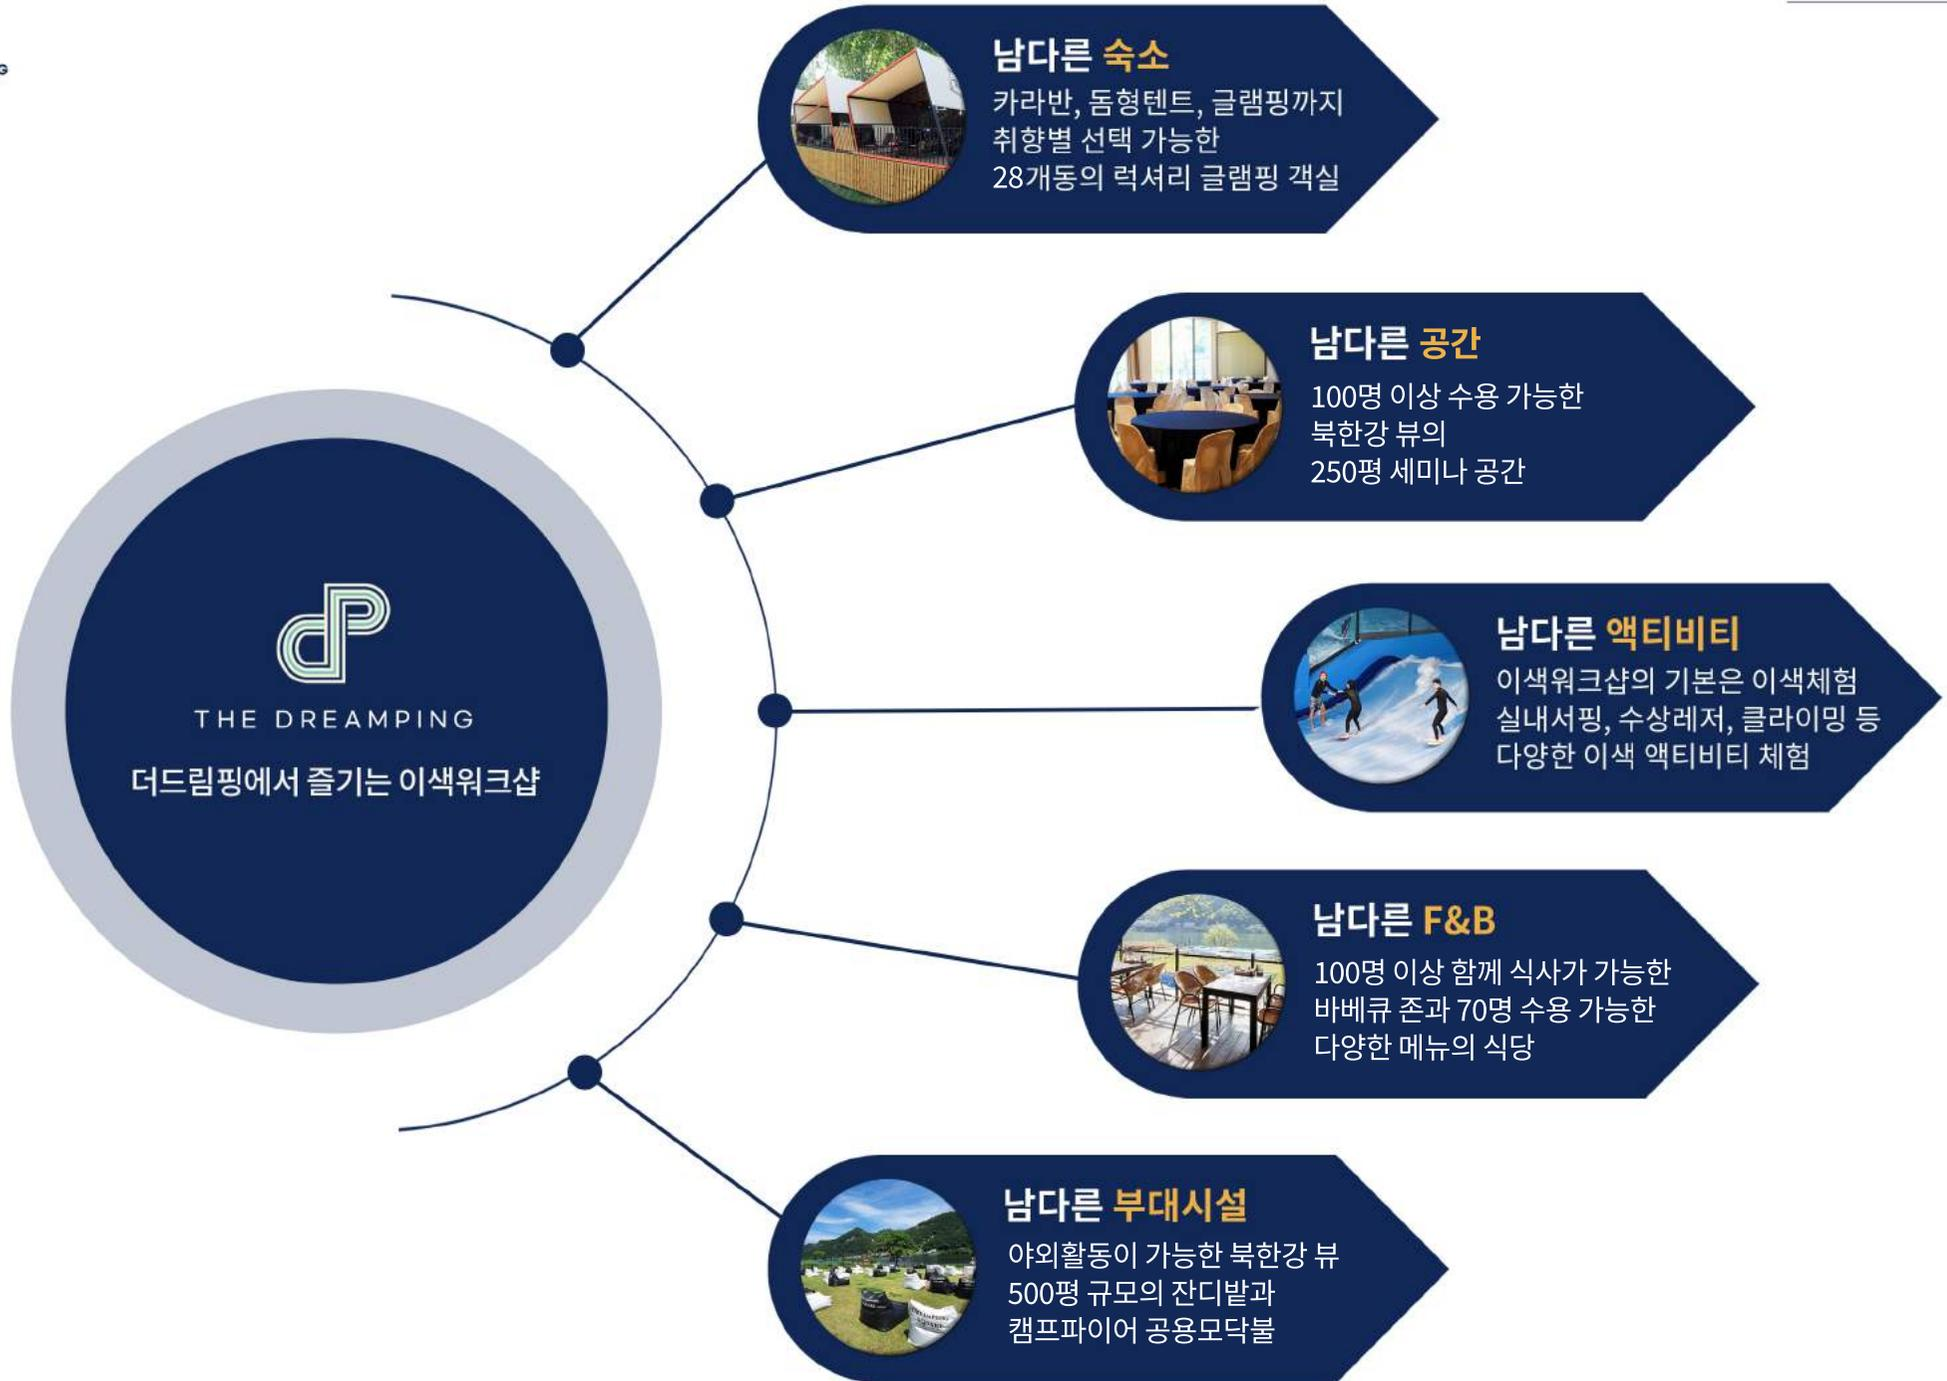 남다른 숙소
카라반, 돔형텐트, 글램핑까지
취향별 선택 가능한
28개동의 럭셔리 글램핑 객실
남다른 공간
100명 이상 수용 가능한
북한강 뷰의
250평 세미나 공간
THE DREAMPING
더드림핑에서 즐기는 이색워크샵
남다른 액티비티
이색워크샵의 기본은 이색체험
실내서핑, 수상레저, 클라이밍 등
다양한 이색 액티비티 체험
남다른 F&B
100명 이상 함께 식사가 가능한
바베큐 존과 70명 수용 가능한
다양한 메뉴의 식당
남다른 부대시설
야외활동이 가능한 북한강 뷰
500평 규모의 잔디밭과
캠프파이어 공용모닥불